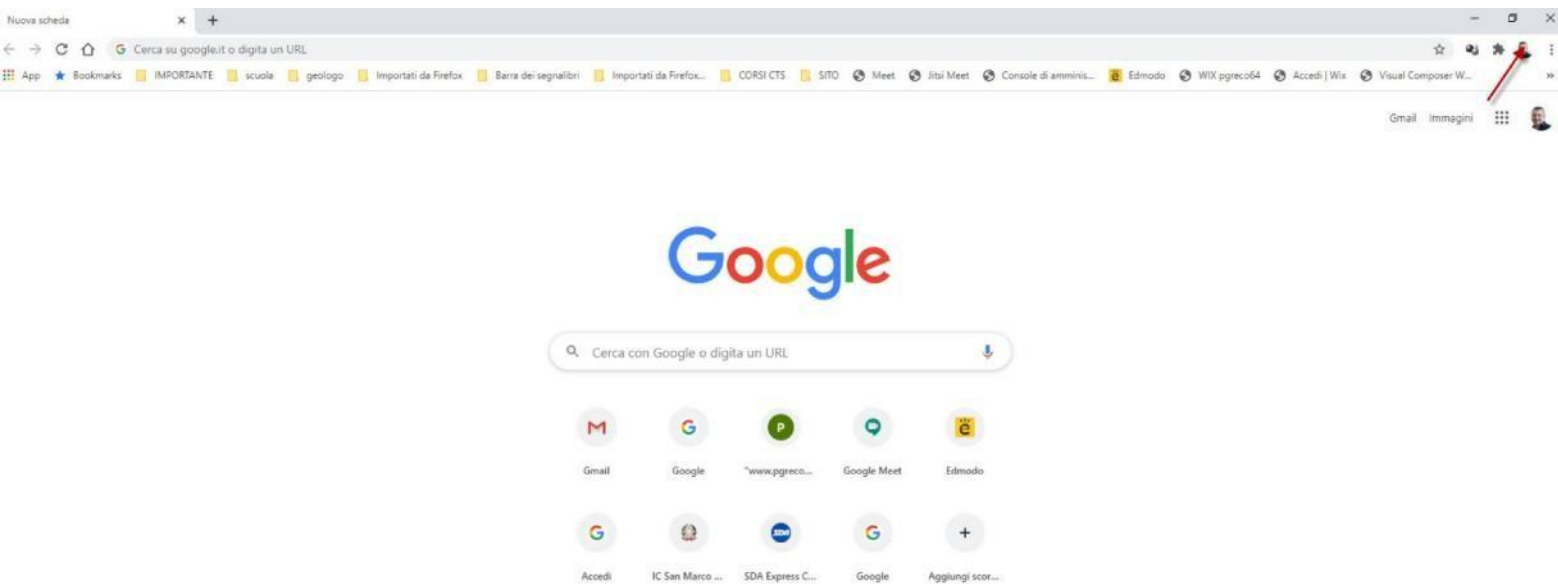 Nuova scheda
Cerca su google.it o digita un URL
App Bookmarks IMPORTANTE scuola geologo Importati da Firefox Barra dei segnalibri Importati da Firefox... CORSI CTS SITO Meet Jitsi Meet Console di amminis... Edmodo WIX pgreco64 Accedi | Wix Visual Composer W... »
Gmail Immagini
Google
Cerca con Google o digita un URL
P
Gmail Google "www.pgreco... Google Meet Edmodo
SDA
Accedi IC San Marco ... SDA Express C... Google Aggiungi scor...